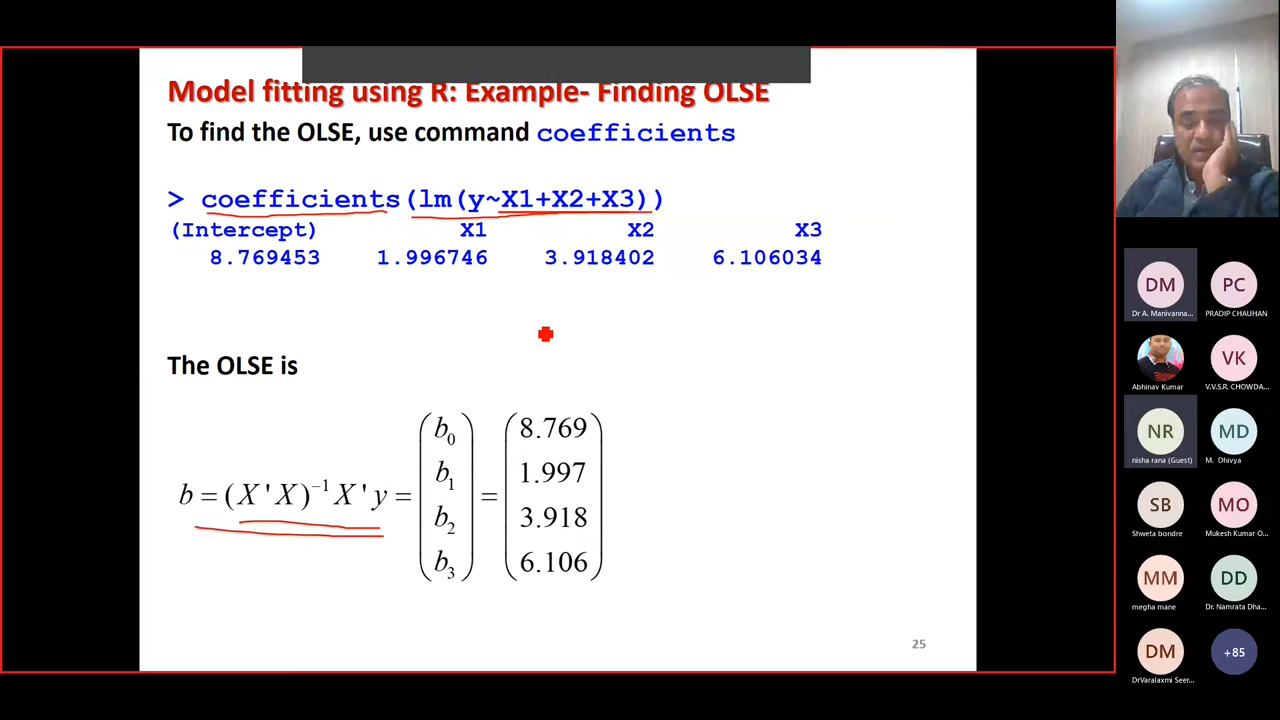 Model fitting using R: Example- Finding OLSE
To find the OLSE, use command coefficients
> coefficients(lm(y~X1+X2+X3))
(Intercept) X1 X2 X3
8.769453 1.996746 3.918402 6.106034
The OLSE is
b = (X'X)⁻¹X'y = (b₀ b₁ b₂ b₃) = (8.769 1.997 3.918 6.106)
25
DM PC
Dr A. Manivanna... PRADIP CHAUHAN
VK
Abhinav Kumar V.V.S.R. CHOWDA...
NR MD
nisha rana (Guest) M. Dhivya
SB MO
Shweta bondre Mukesh Kumar O...
MM DD
megha mane Dr. Namrata Dha...
DM +85
DrVaralaxmi Seer...